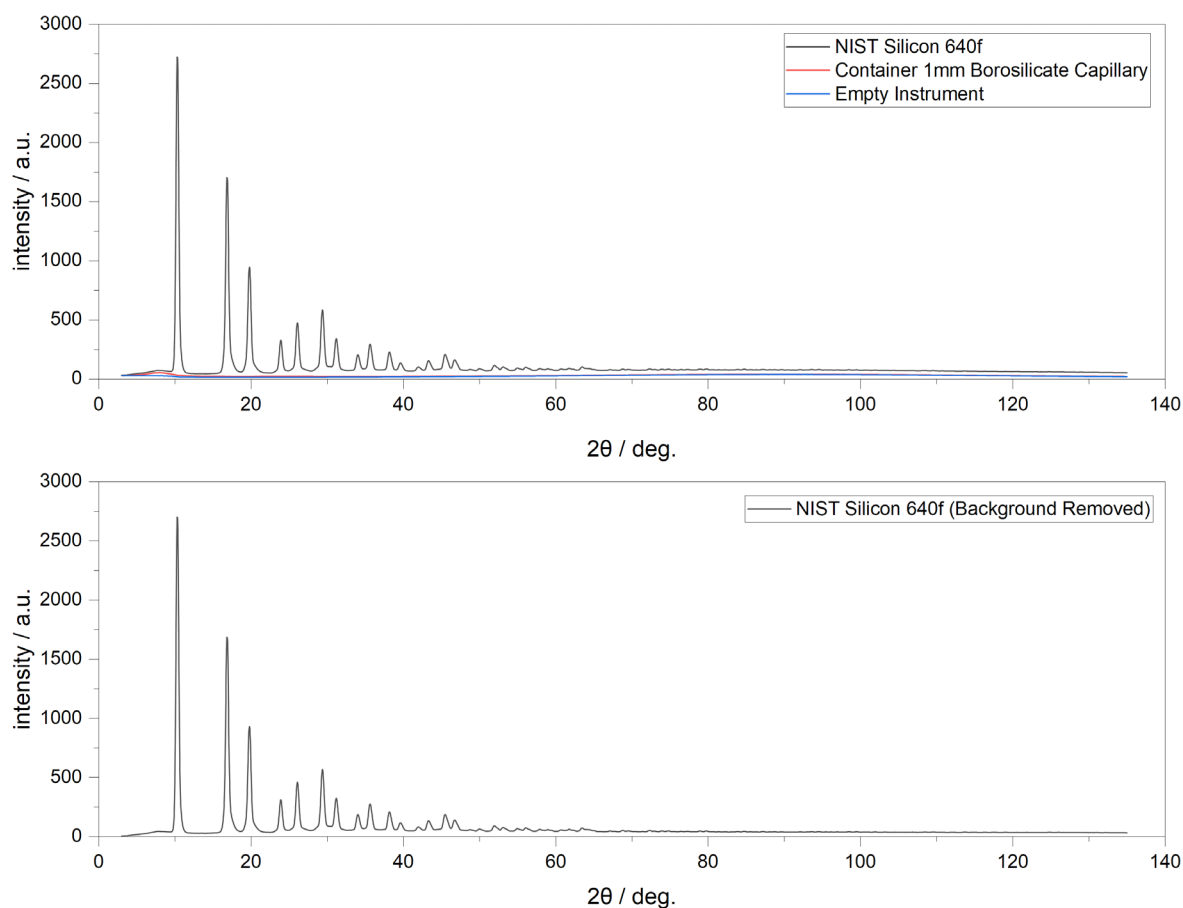 3000
2500
2000
1500
1000
500
0
intensity / a.u.
NIST Silicon 640f
Container 1mm Borosilicate Capillary
Empty Instrument
0 20 40 60 80 100 120 140
2θ / deg.
3000
2500
2000
1500
1000
500
0
intensity / a.u.
NIST Silicon 640f (Background Removed)
0 20 40 60 80 100 120 140
2θ / deg.